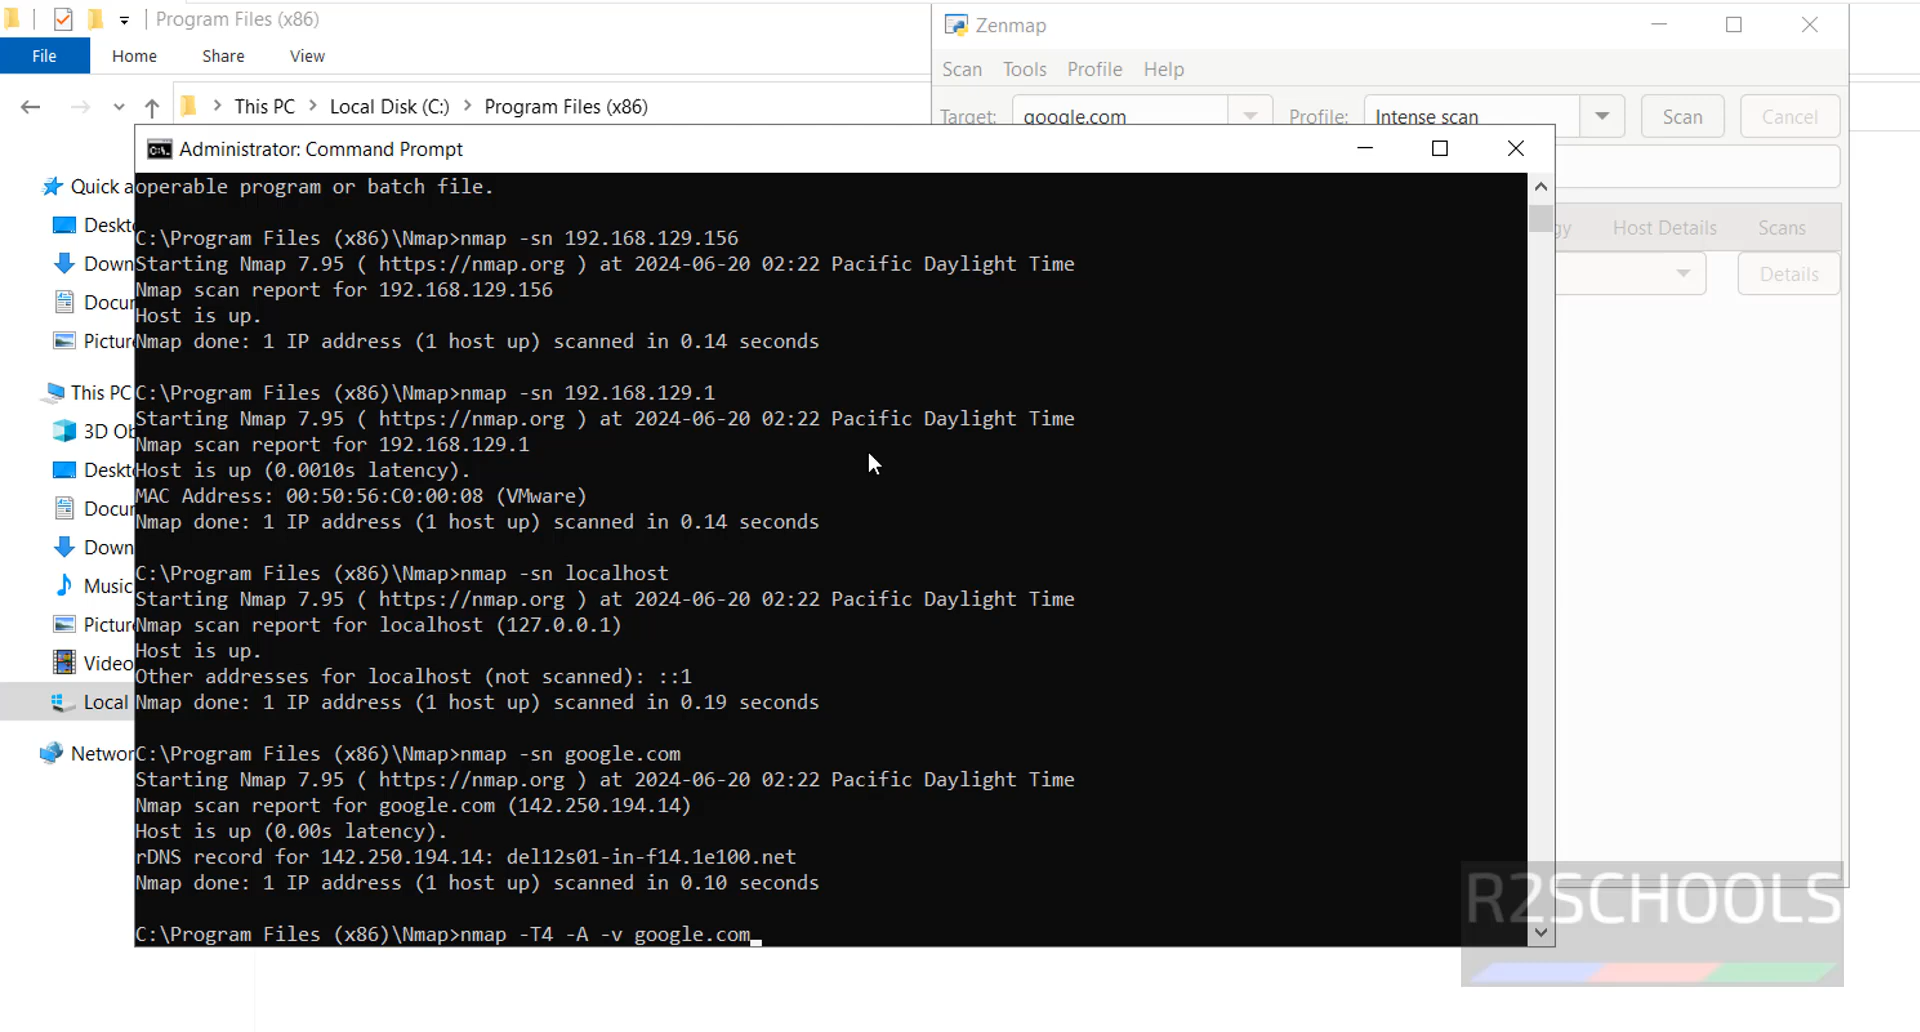 Program Files (x86)
File Home Share View
This PC > Local Disk (C:) > Program Files (x86)
Zenmap
Scan Tools Profile Help
Target: google.com Profile: Intense scan Scan Cancel
Host Details Scans
Details
Quick a
Deskt
Down
Docu
Pictur
This PC
3D Ob
Deskt
Docu
Down
Music
Pictur
Video
Local
Networ
Administrator: Command Prompt
operable program or batch file.
C:\Program Files (x86)\Nmap>nmap -sn 192.168.129.156
Starting Nmap 7.95 ( https://nmap.org ) at 2024-06-20 02:22 Pacific Daylight Time
Nmap scan report for 192.168.129.156
Host is up.
Nmap done: 1 IP address (1 host up) scanned in 0.14 seconds
C:\Program Files (x86)\Nmap>nmap -sn 192.168.129.1
Starting Nmap 7.95 ( https://nmap.org ) at 2024-06-20 02:22 Pacific Daylight Time
Nmap scan report for 192.168.129.1
Host is up (0.0010s latency).
MAC Address: 00:50:56:C0:00:08 (VMware)
Nmap done: 1 IP address (1 host up) scanned in 0.14 seconds
C:\Program Files (x86)\Nmap>nmap -sn localhost
Starting Nmap 7.95 ( https://nmap.org ) at 2024-06-20 02:22 Pacific Daylight Time
Nmap scan report for localhost (127.0.0.1)
Host is up.
Other addresses for localhost (not scanned): ::1
Nmap done: 1 IP address (1 host up) scanned in 0.19 seconds
C:\Program Files (x86)\Nmap>nmap -sn google.com
Starting Nmap 7.95 ( https://nmap.org ) at 2024-06-20 02:22 Pacific Daylight Time
Nmap scan report for google.com (142.250.194.14)
Host is up (0.00s latency).
rDNS record for 142.250.194.14: del12s01-in-f14.1e100.net
Nmap done: 1 IP address (1 host up) scanned in 0.10 seconds
C:\Program Files (x86)\Nmap>nmap -T4 -A -v google.com
R2SCHOOLS